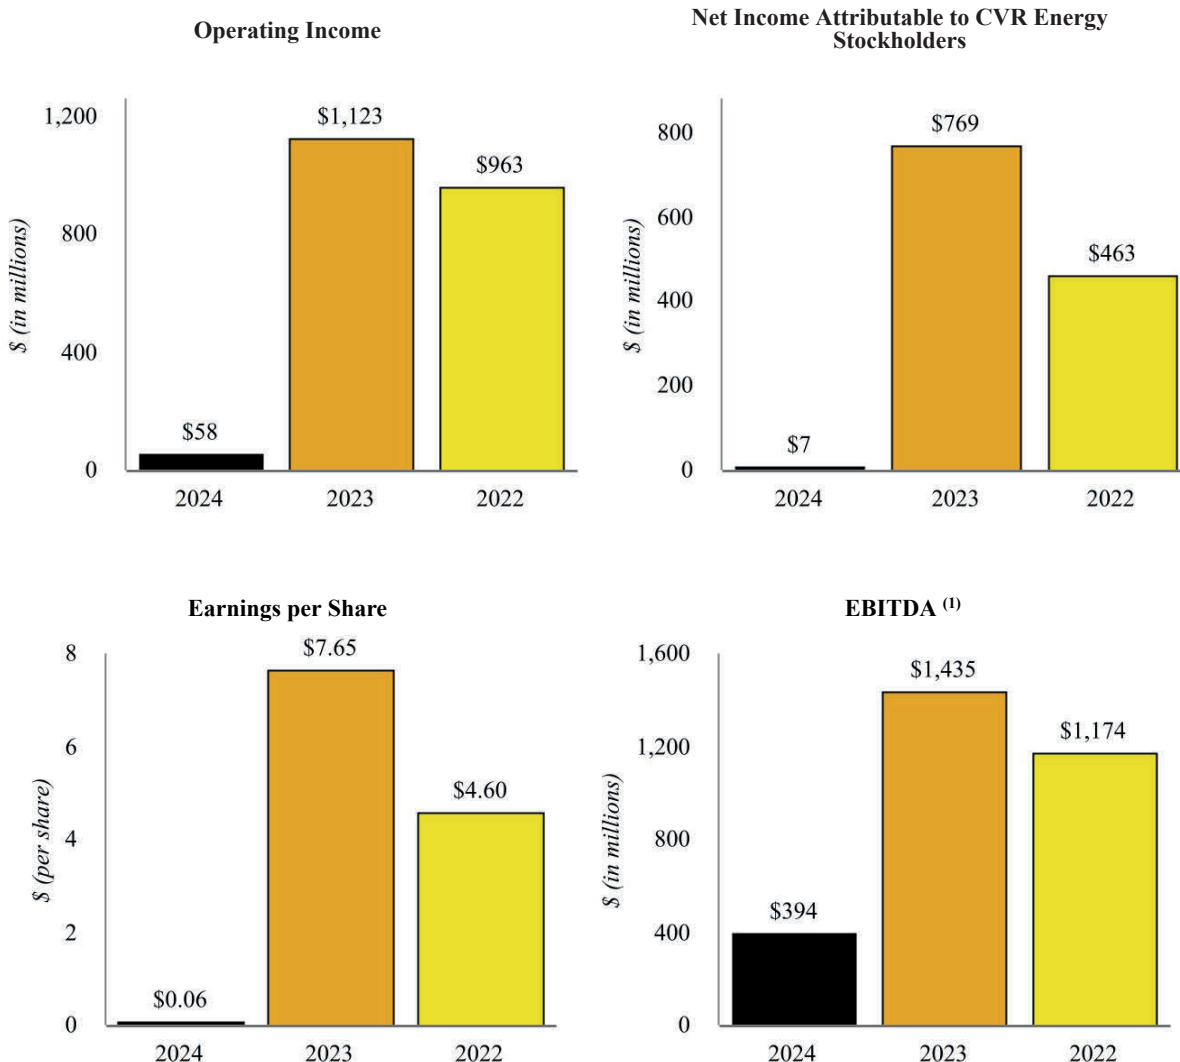 Operating Income
$ (in millions)
1,200
800
400
0
$58
$1,123
$963
2024 2023 2022
Net Income Attributable to CVR Energy
Stockholders
$ (in millions)
800
600
400
200
0
$7
$769
$463
2024 2023 2022
Earnings per Share
$ (per share)
8
6
4
2
0
$0.06
$7.65
$4.60
2024 2023 2022
EBITDA (1)
$ (in millions)
1,600
1,200
800
400
0
$394
$1,435
$1,174
2024 2023 2022